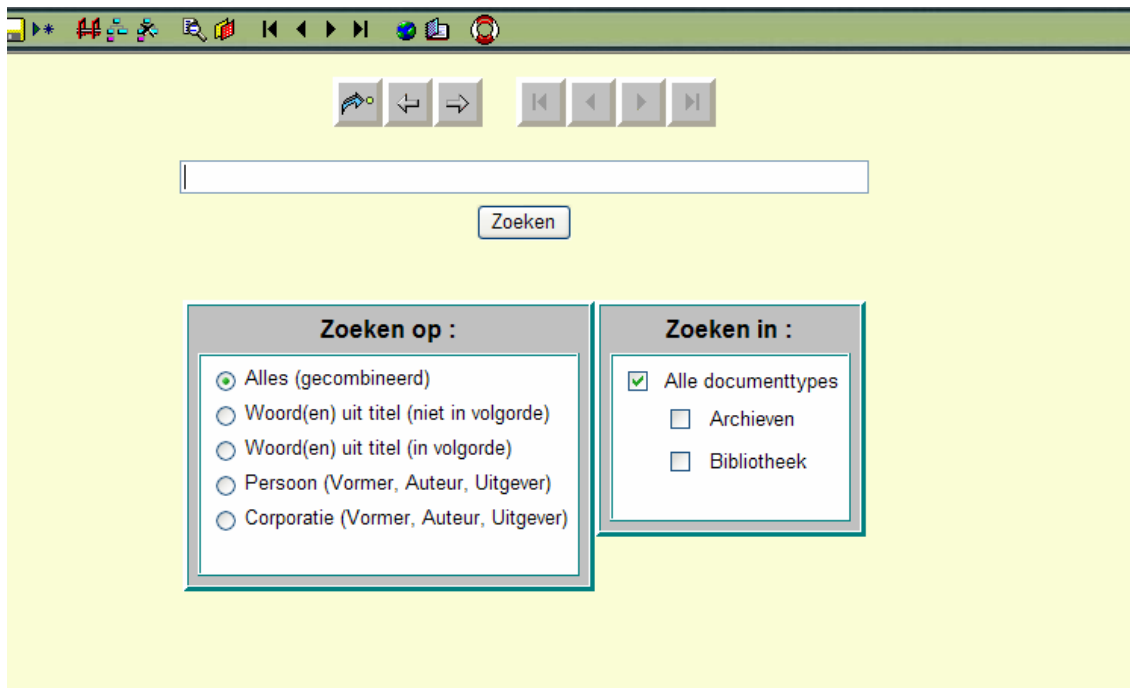 Zoeken
Zoeken op :
Alles (gecombineerd)
Woord(en) uit titel (niet in volgorde)
Woord(en) uit titel (in volgorde)
Persoon (Vormer, Auteur, Uitgever)
Corporatie (Vormer, Auteur, Uitgever)
Zoeken in :
Alle documenttypes
Archieven
Bibliotheek